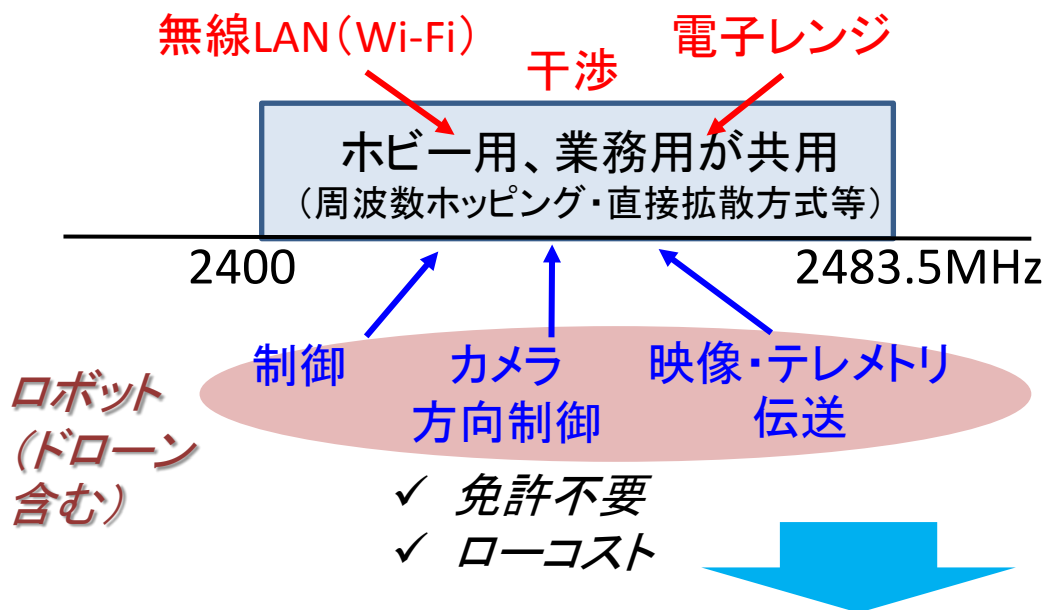 無線LAN（Wi-Fi）
干渉
電子レンジ
ホビー用、業務用が共用
（周波数ホッピング・直接拡散方式等）
2400
2483.5MHz
制御
カメラ
方向制御
映像・テレメトリ
伝送
ロボット
（ドローン
含む）
✓ 免許不要
✓ ローコスト